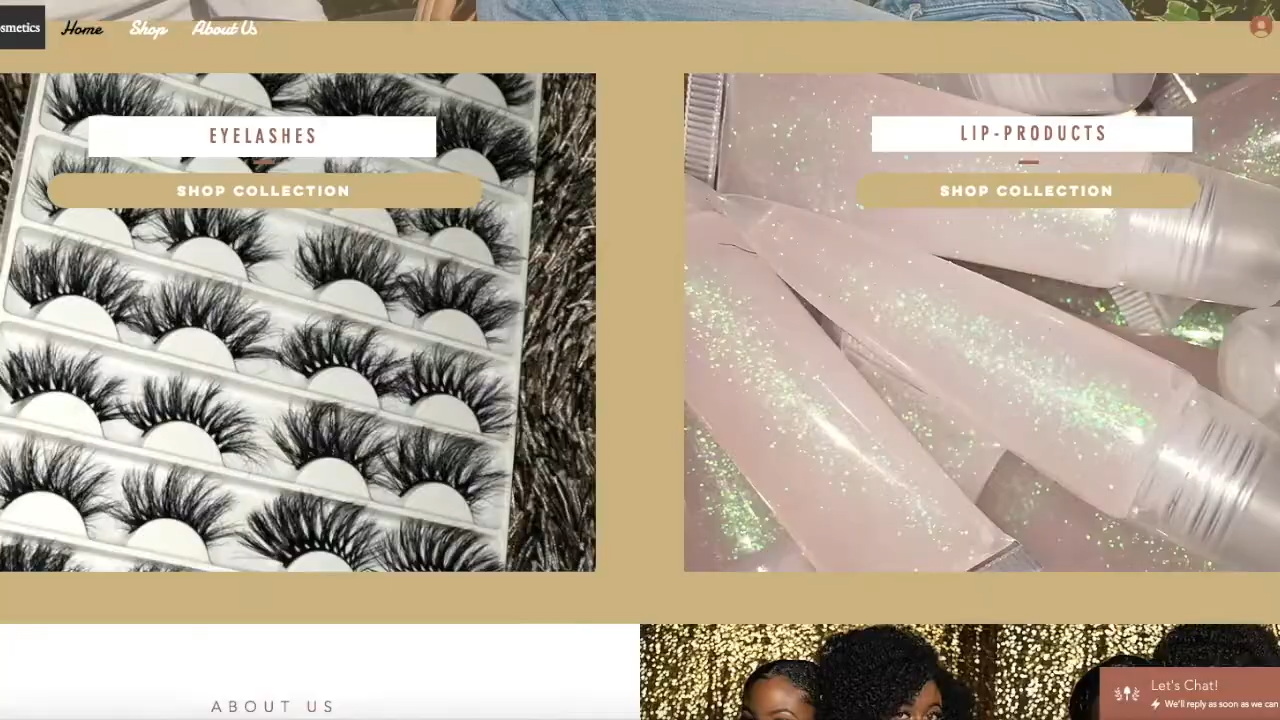 osmetics Home Shop About Us
EYELASHES
SHOP COLLECTION
LIP-PRODUCTS
SHOP COLLECTION
ABOUT US
Let's Chat!
We'll reply as soon as we can